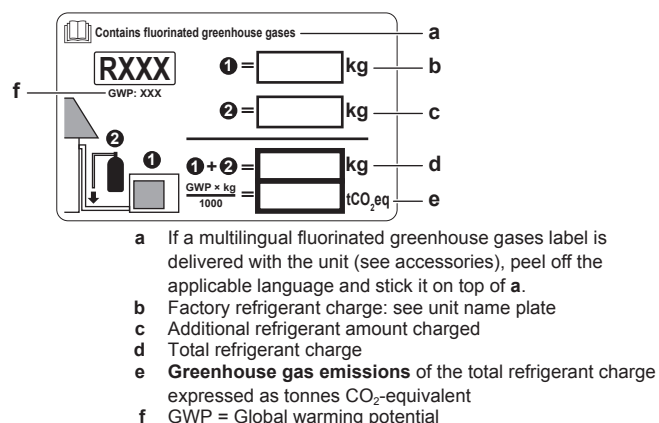 Contains fluorinated greenhouse gases a
RXXX ❶= kg b
f GWP: XXX
❷= kg c
❷
❶ ❶+❷= kg d
GWP × kg
1000
= tCO₂eq e
a If a multilingual fluorinated greenhouse gases label is
delivered with the unit (see accessories), peel off the
applicable language and stick it on top of a.
b Factory refrigerant charge: see unit name plate
c Additional refrigerant amount charged
d Total refrigerant charge
e Greenhouse gas emissions of the total refrigerant charge
expressed as tonnes CO₂-equivalent
f GWP = Global warming potential